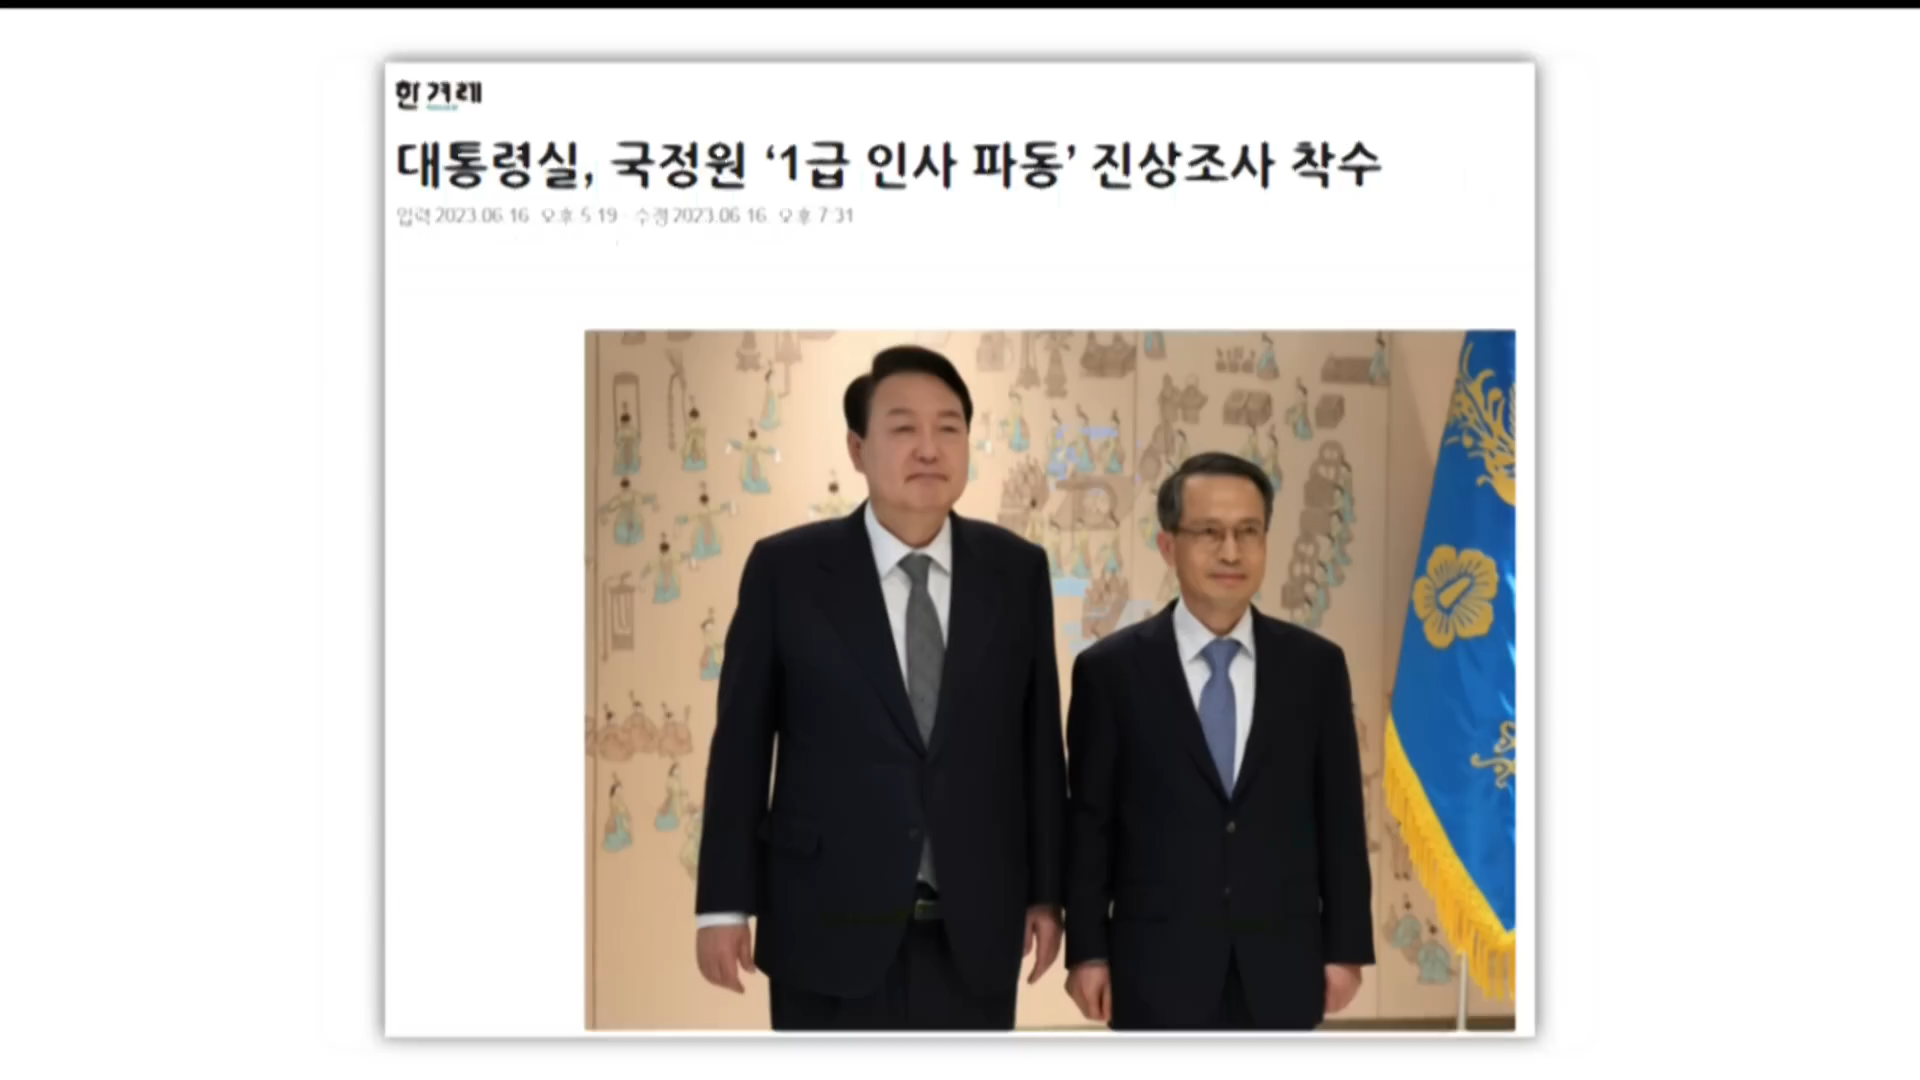 한겨레
대통령실, 국정원 ‘1급 인사 파동’ 진상조사 착수
입력 2023.06.16 오후 5:19 수정 2023.06.16 오후 7:31